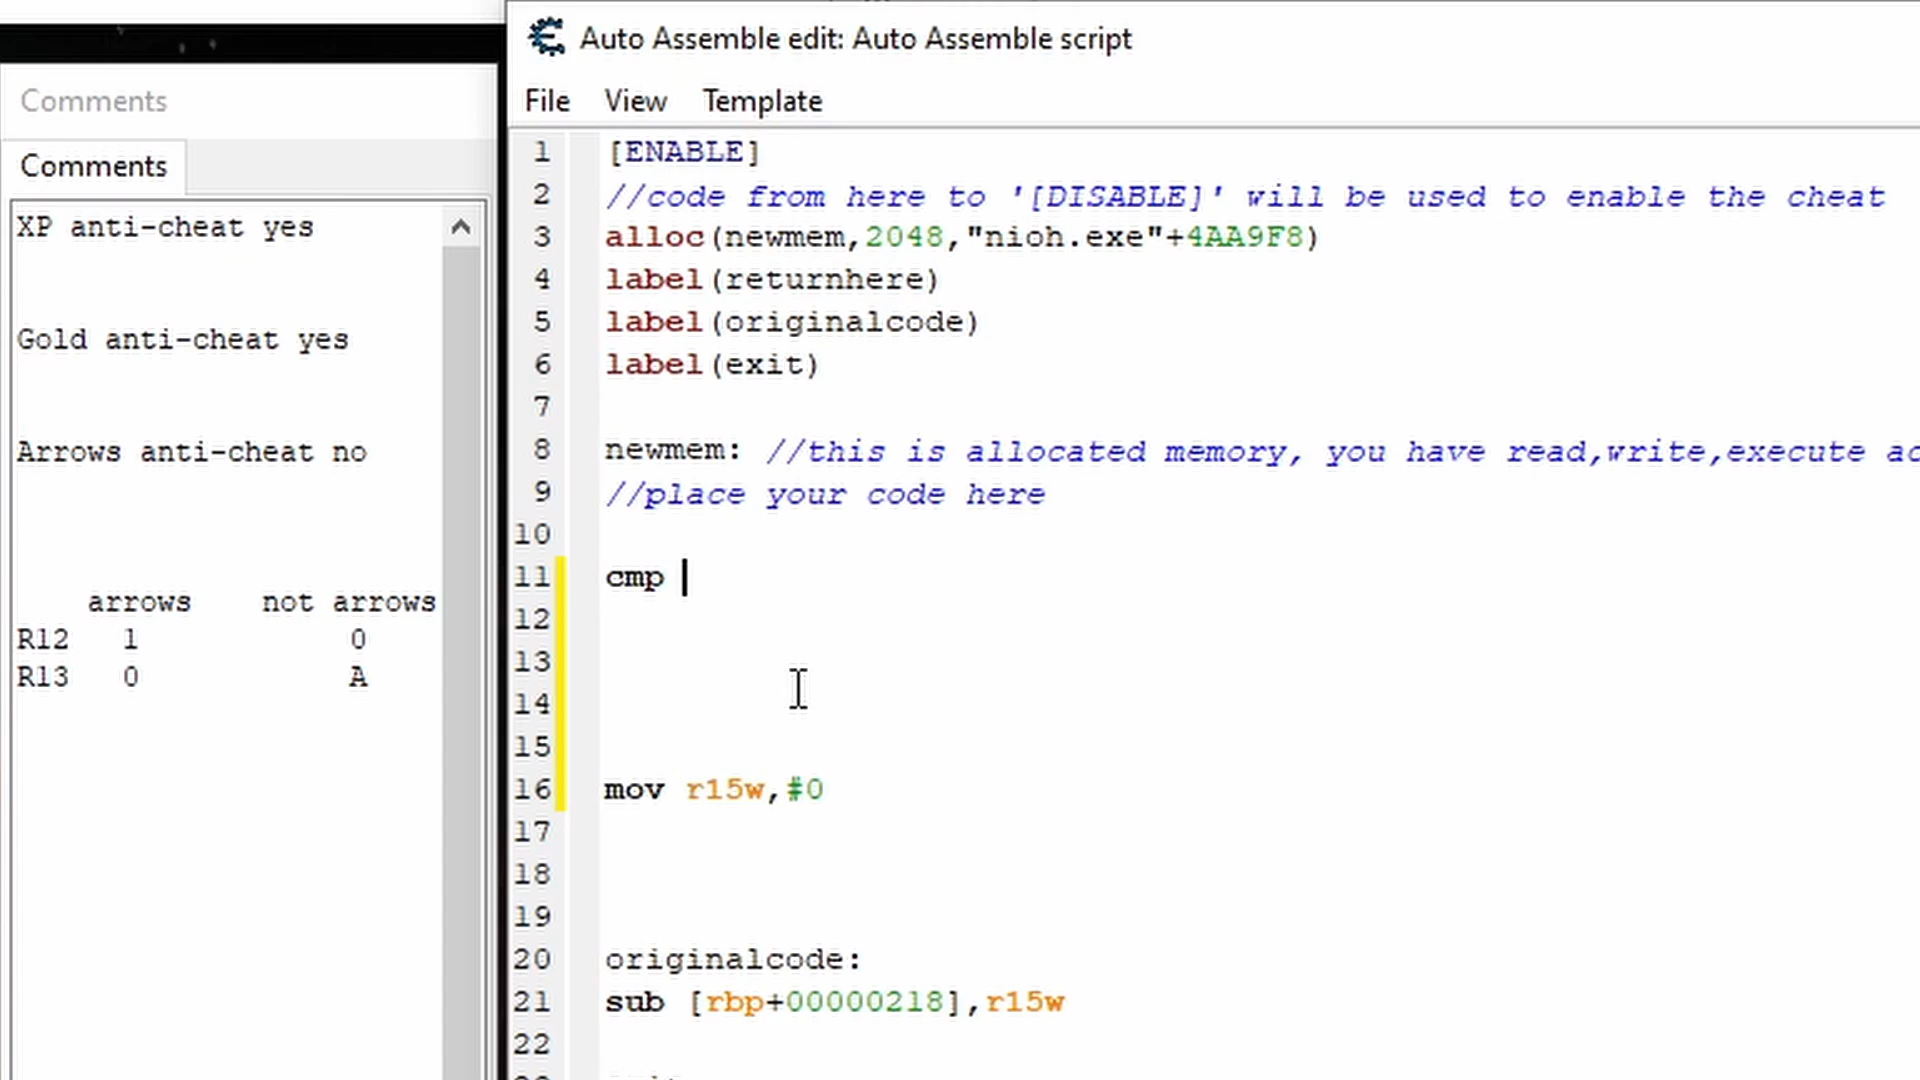 Auto Assemble edit: Auto Assemble script
File View Template
Comments
Comments
XP anti-cheat yes
Gold anti-cheat yes
Arrows anti-cheat no
arrows not arrows
R12 1 0
R13 0 A
1 [ENABLE]
2 //code from here to '[DISABLE]' will be used to enable the cheat
3 alloc(newmem,2048,"nioh.exe"+4AA9F8)
4 label(returnhere)
5 label(originalcode)
6 label(exit)
7
8 newmem: //this is allocated memory, you have read,write,execute ac
9 //place your code here
10
11 cmp
12
13
14
15
16 mov r15w,#0
17
18
19
20 originalcode:
21 sub [rbp+00000218],r15w
22